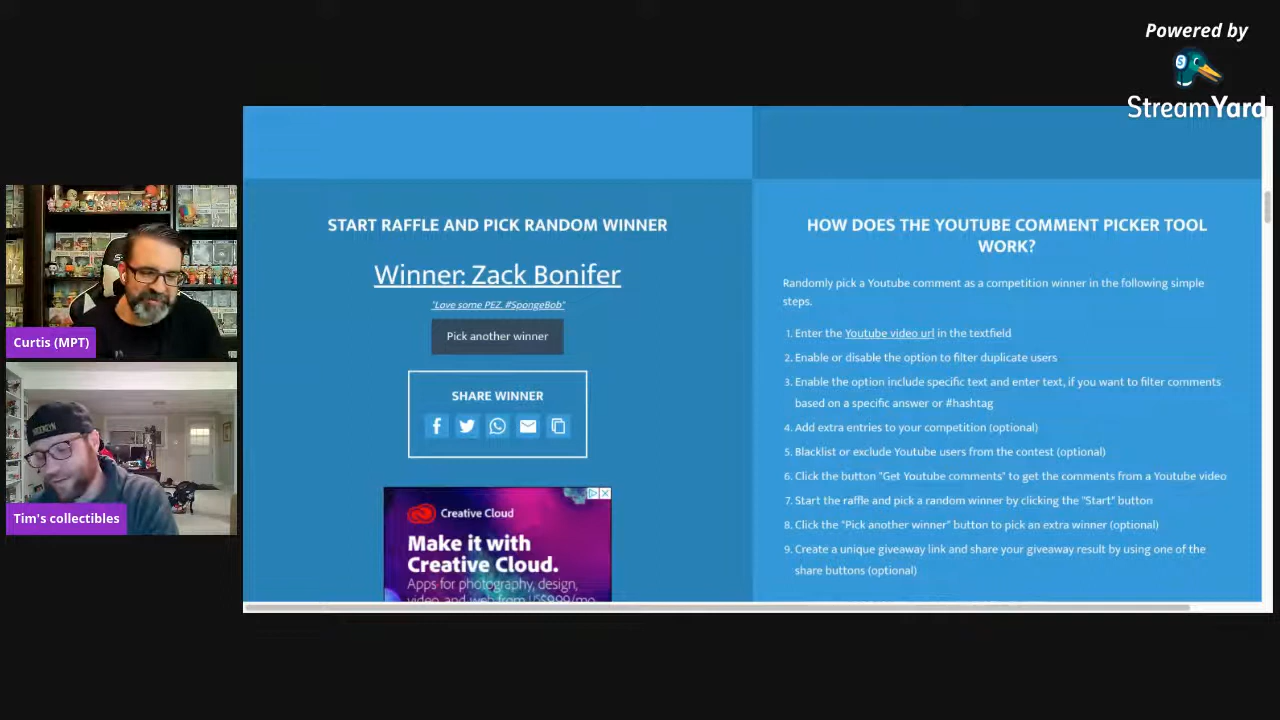 Powered by
StreamYard
START RAFFLE AND PICK RANDOM WINNER
Winner: Zack Bonifer
"Love some PEZ. #SpongeBob"
Pick another winner
SHARE WINNER
Creative Cloud
Make it with
Creative Cloud.
Apps for photography, design,
video and web from US$9.99/mo
HOW DOES THE YOUTUBE COMMENT PICKER TOOL
WORK?
Randomly pick a Youtube comment as a competition winner in the following simple
steps.
1. Enter the Youtube video url in the textfield
2. Enable or disable the option to filter duplicate users
3. Enable the option include specific text and enter text, if you want to filter comments
based on a specific answer or #hashtag
4. Add extra entries to your competition (optional)
5. Blacklist or exclude Youtube users from the contest (optional)
6. Click the button "Get Youtube comments" to get the comments from a Youtube video
7. Start the raffle and pick a random winner by clicking the "Start" button
8. Click the "Pick another winner" button to pick an extra winner (optional)
9. Create a unique giveaway link and share your giveaway result by using one of the
share buttons (optional)
Curtis (MPT)
BROOKLYN
Tim's collectibles